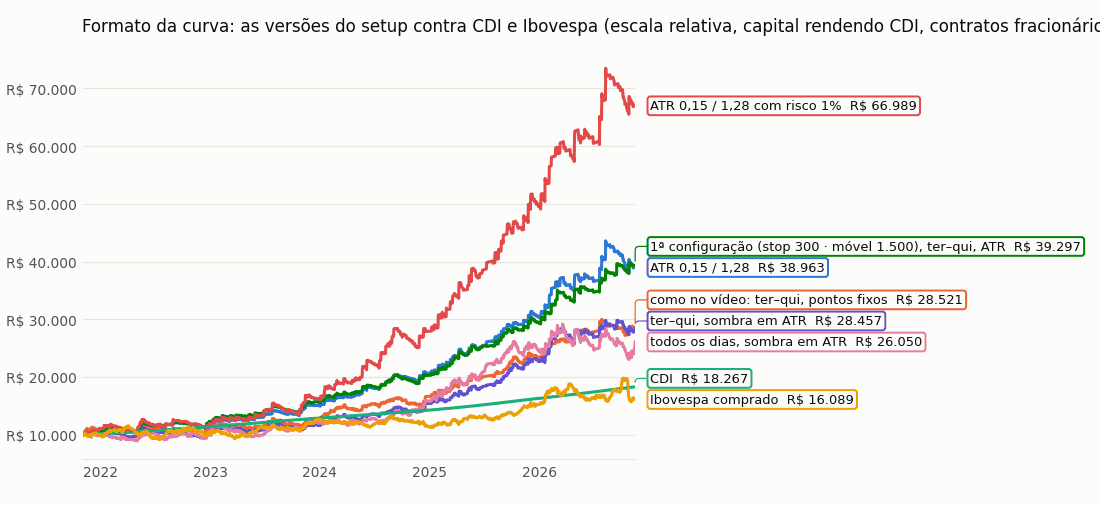 Formato da curva: as versões do setup contra CDI e Ibovespa (escala relativa, capital rendendo CDI, contratos fracionário
R$ 70.000
R$ 60.000
R$ 50.000
R$ 40.000
R$ 30.000
R$ 20.000
R$ 10.000
ATR 0,15 / 1,28 com risco 1% R$ 66.989
1ª configuração (stop 300 · móvel 1.500), ter–qui, ATR R$ 39.297
ATR 0,15 / 1,28 R$ 38.963
como no vídeo: ter–qui, pontos fixos R$ 28.521
ter–qui, sombra em ATR R$ 28.457
todos os dias, sombra em ATR R$ 26.050
CDI R$ 18.267
Ibovespa comprado R$ 16.089
2022 2023 2024 2025 2026